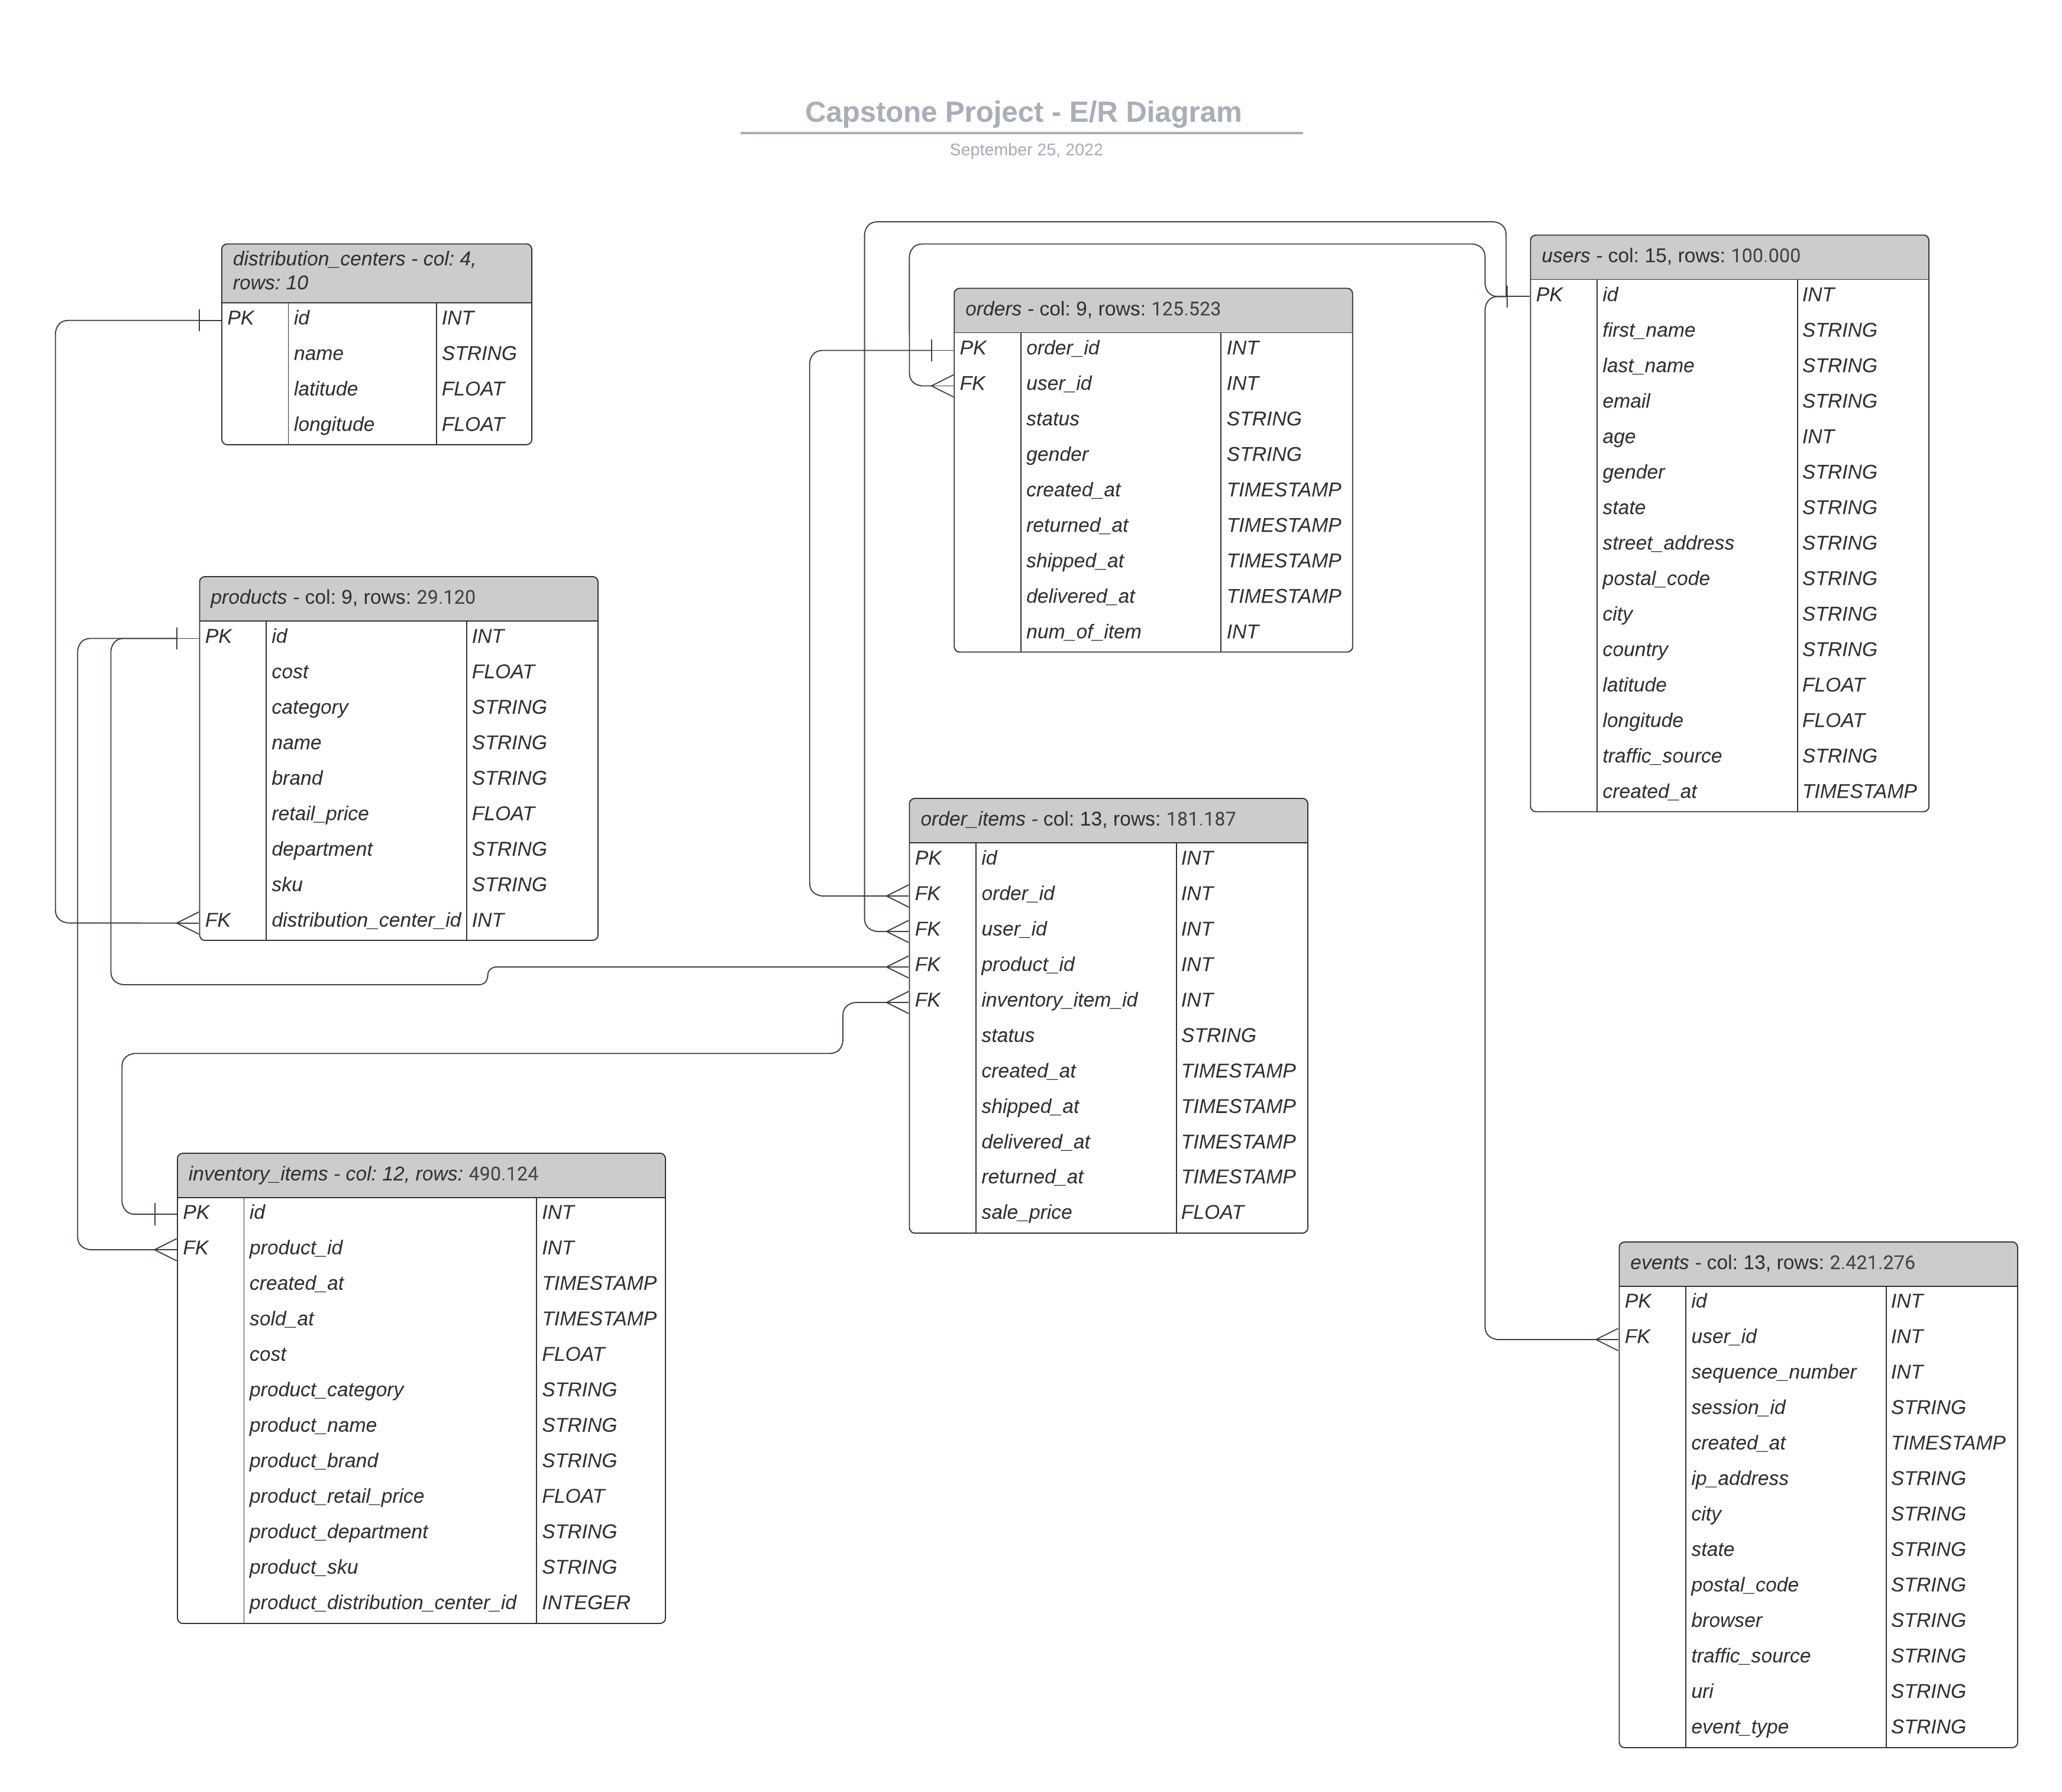 Capstone Project - E/R Diagram
September 25, 2022
distribution_centers - col: 4,
rows: 10
PK id INT
name STRING
latitude FLOAT
longitude FLOAT
products - col: 9, rows: 29.120
PK id INT
cost FLOAT
category STRING
name STRING
brand STRING
retail_price FLOAT
department STRING
sku STRING
FK distribution_center_id INT
inventory_items - col: 12, rows: 490.124
PK id INT
FK product_id INT
created_at TIMESTAMP
sold_at TIMESTAMP
cost FLOAT
product_category STRING
product_name STRING
product_brand STRING
product_retail_price FLOAT
product_department STRING
product_sku STRING
product_distribution_center_id INTEGER
orders - col: 9, rows: 125.523
PK order_id INT
FK user_id INT
status STRING
gender STRING
created_at TIMESTAMP
returned_at TIMESTAMP
shipped_at TIMESTAMP
delivered_at TIMESTAMP
num_of_item INT
order_items - col: 13, rows: 181.187
PK id INT
FK order_id INT
FK user_id INT
FK product_id INT
FK inventory_item_id INT
status STRING
created_at TIMESTAMP
shipped_at TIMESTAMP
delivered_at TIMESTAMP
returned_at TIMESTAMP
sale_price FLOAT
users - col: 15, rows: 100.000
PK id INT
first_name STRING
last_name STRING
email STRING
age INT
gender STRING
state STRING
street_address STRING
postal_code STRING
city STRING
country STRING
latitude FLOAT
longitude FLOAT
traffic_source STRING
created_at TIMESTAMP
events - col: 13, rows: 2.421.276
PK id INT
FK user_id INT
sequence_number INT
session_id STRING
created_at TIMESTAMP
ip_address STRING
city STRING
state STRING
postal_code STRING
browser STRING
traffic_source STRING
uri STRING
event_type STRING